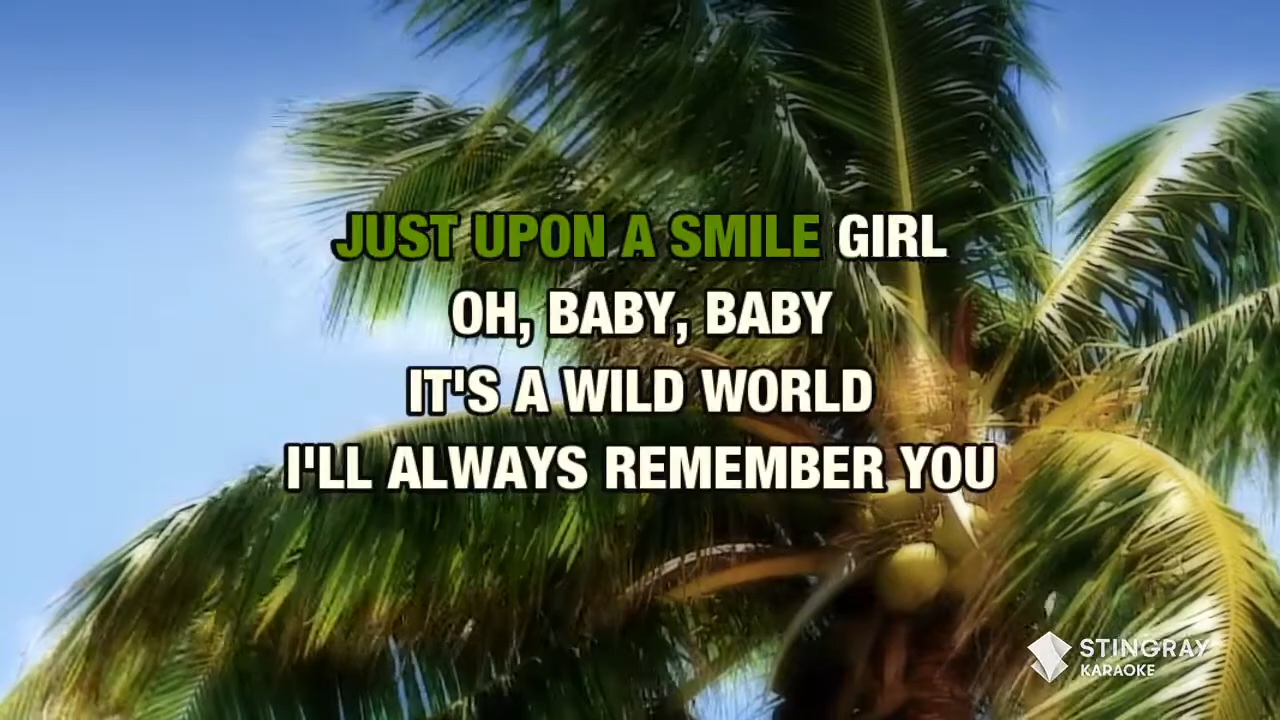 JUST UPON A SMILE GIRL
OH, BABY, BABY
IT'S A WILD WORLD
I'LL ALWAYS REMEMBER YOU
STINGRAY
KARAOKE